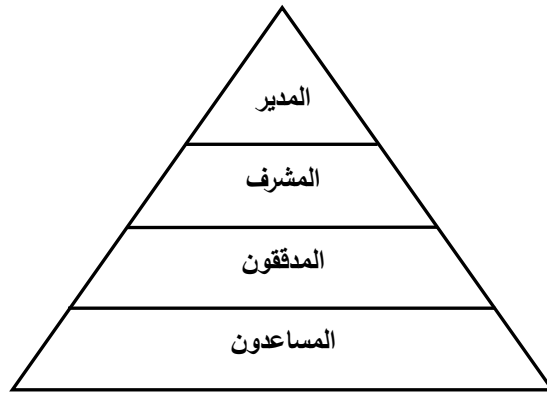 المدير
المشرف
المدققون
المساعدون